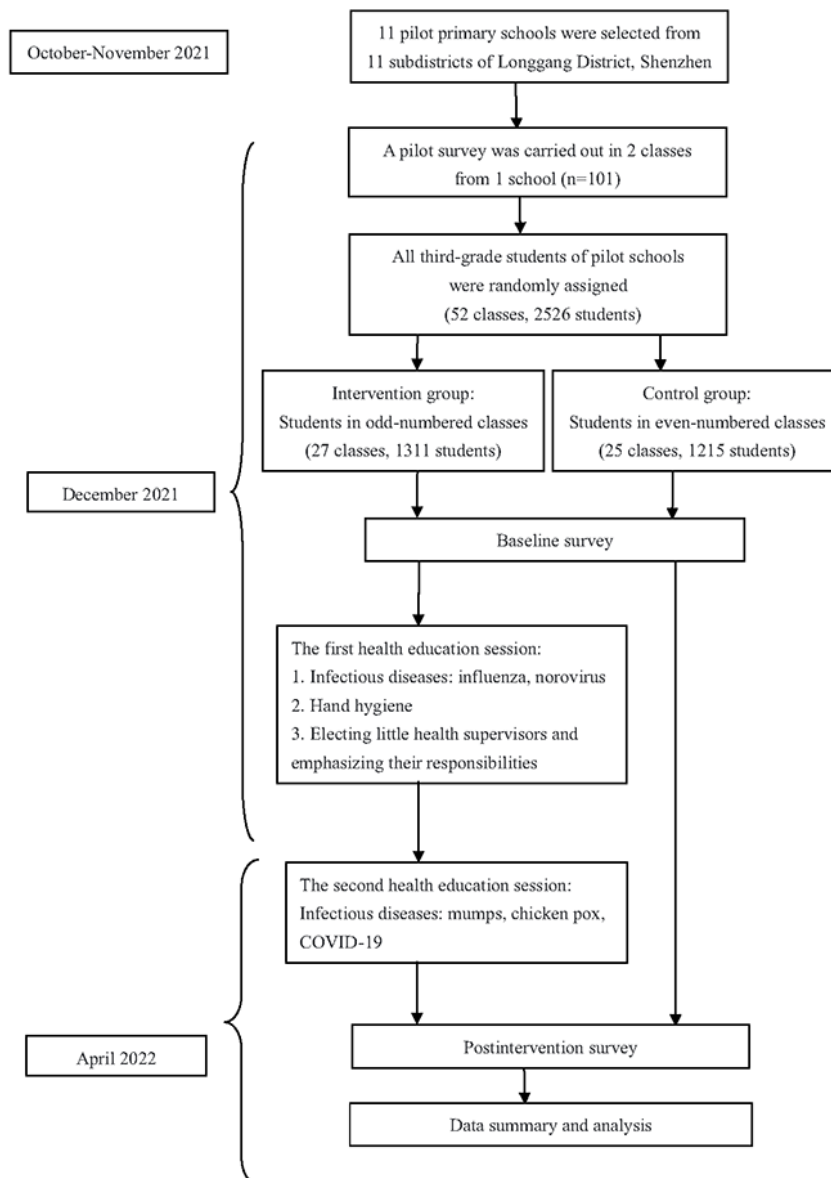 October-November 2021
11 pilot primary schools were selected from
11 subdistricts of Longgang District, Shenzhen
A pilot survey was carried out in 2 classes
from 1 school (n=101)
All third-grade students of pilot schools
were randomly assigned
(52 classes, 2526 students)
Intervention group:
Students in odd-numbered classes
(27 classes, 1311 students)
Control group:
Students in even-numbered classes
(25 classes, 1215 students)
December 2021
Baseline survey
The first health education session:
1. Infectious diseases: influenza, norovirus
2. Hand hygiene
3. Electing little health supervisors and
emphasizing their responsibilities
The second health education session:
Infectious diseases: mumps, chicken pox,
COVID-19
April 2022
Postintervention survey
Data summary and analysis